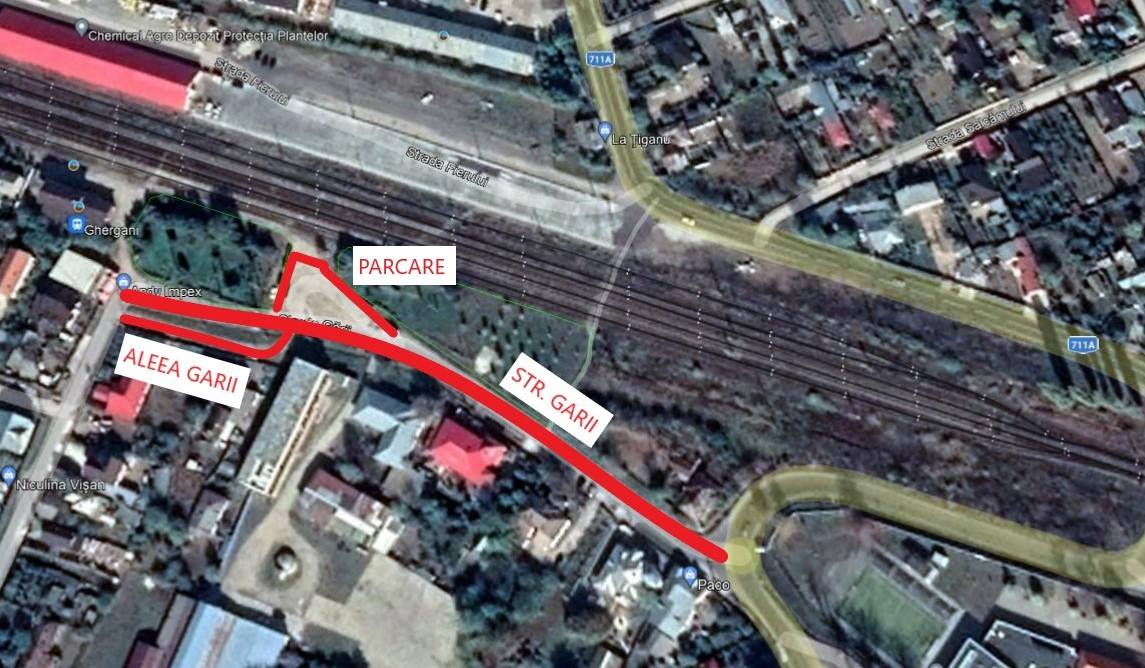 Chemical Agro Depozit Protecția Plantelor
711A
Strada Fierului
La Țiganu
Strada Salcâmului
Strada Fierului
Ghergani
PARCARE
Andy Impex
711A
ALEEA GARII
STR. GARII
Niculina Vișan
Paco